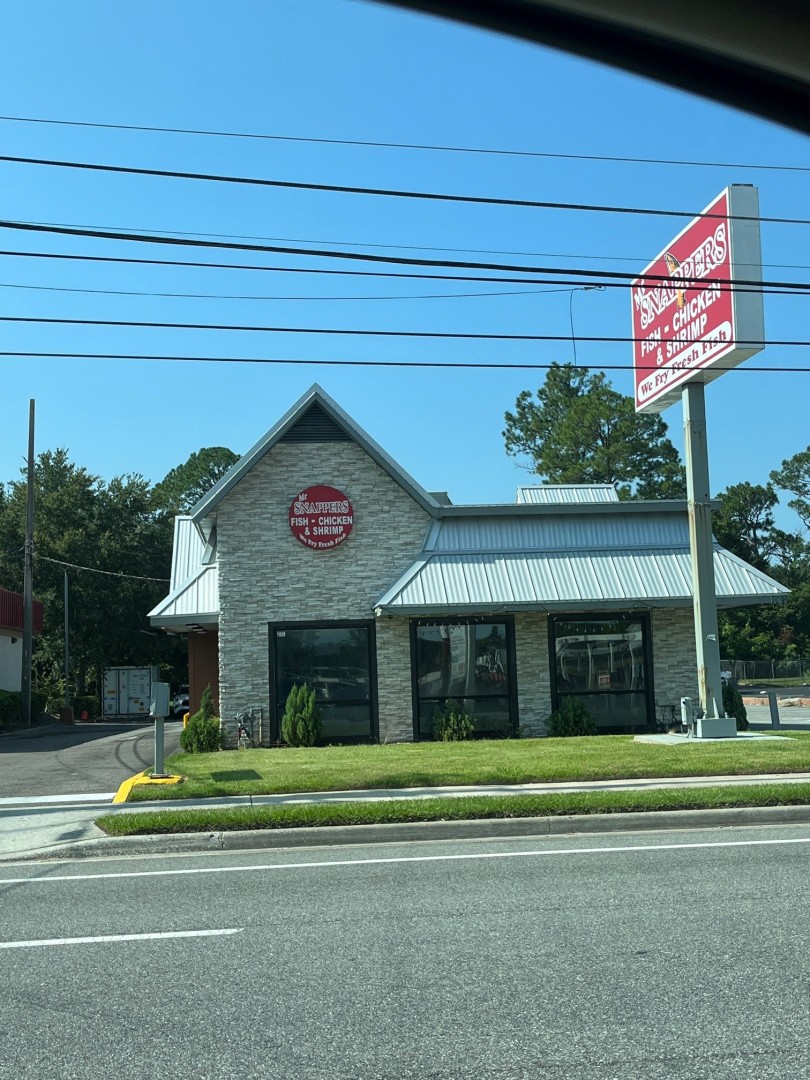 Mr
SNAPPERS
FISH - CHICKEN
& SHRIMP
We Fry Fresh Fish
Mr
SNAPPERS
FISH - CHICKEN
& SHRIMP
We Fry Fresh Fish